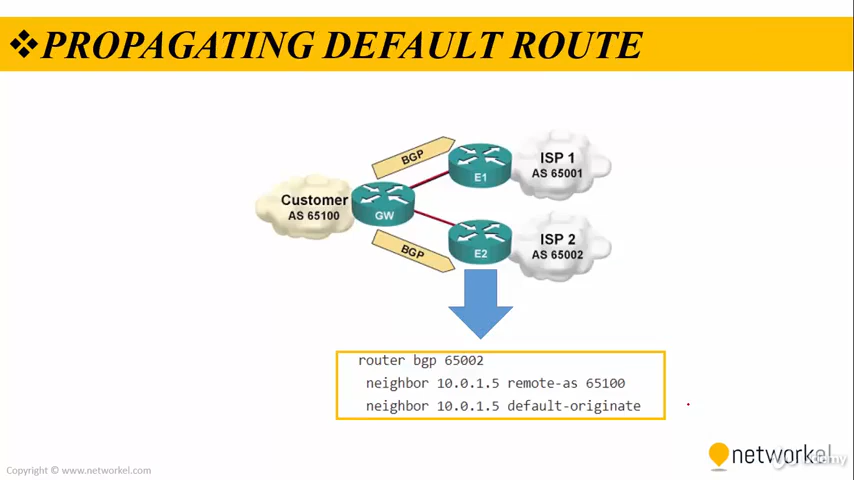 ❖PROPAGATING DEFAULT ROUTE
BGP
E1
ISP 1
AS 65001
Customer
AS 65100
GW
BGP
E2
ISP 2
AS 65002
router bgp 65002
neighbor 10.0.1.5 remote-as 65100
neighbor 10.0.1.5 default-originate
networkel
Udemy
Copyright © www.networkel.com